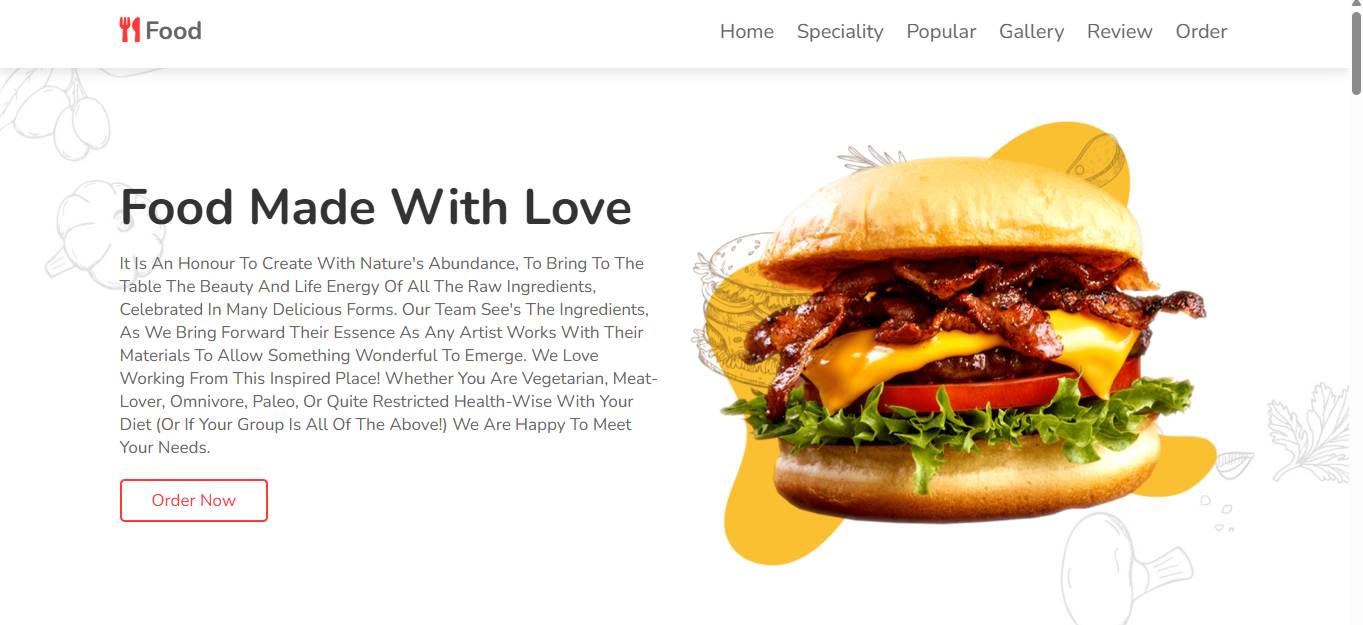 Food
Home Speciality Popular Gallery Review Order
Food Made With Love
It Is An Honour To Create With Nature's Abundance, To Bring To The
Table The Beauty And Life Energy Of All The Raw Ingredients,
Celebrated In Many Delicious Forms. Our Team See's The Ingredients,
As We Bring Forward Their Essence As Any Artist Works With Their
Materials To Allow Something Wonderful To Emerge. We Love
Working From This Inspired Place! Whether You Are Vegetarian, Meat-
Lover, Omnivore, Paleo, Or Quite Restricted Health-Wise With Your
Diet (Or If Your Group Is All Of The Above!) We Are Happy To Meet
Your Needs.
Order Now